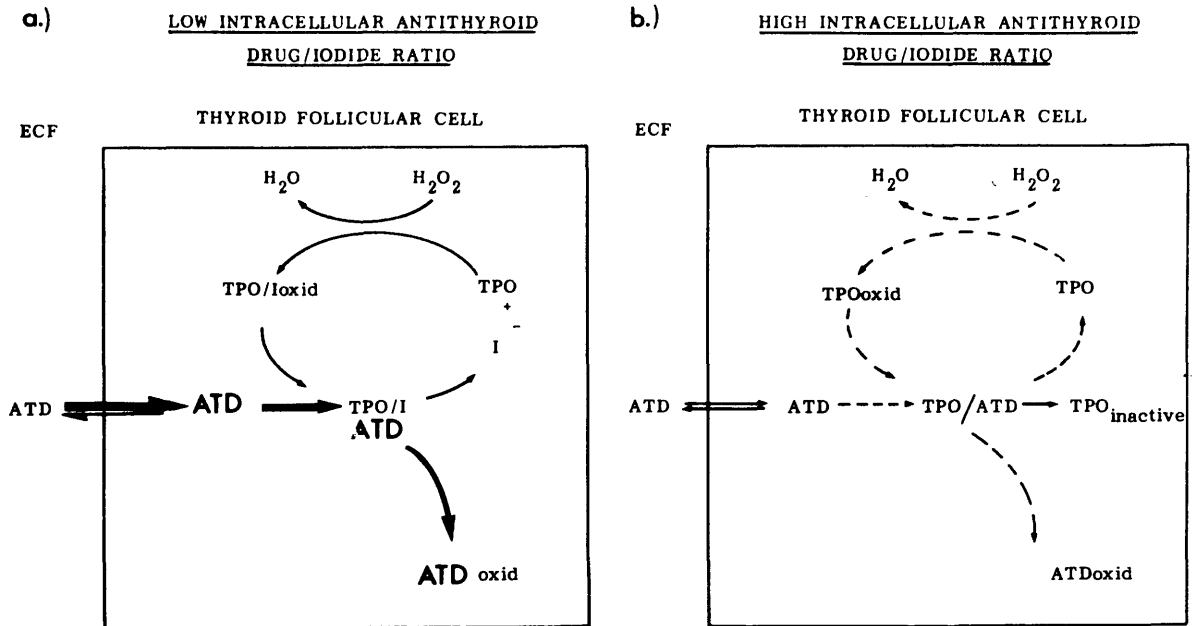 a.)
LOW INTRACELLULAR ANTITHYROID
DRUG/IODIDE RATIO
ECF
THYROID FOLLICULAR CELL
H2O
H2O2
TPO/Ioxid
TPO
+
-
I
ATD
ATD
TPO/I
ATD
ATD oxid
b.)
HIGH INTRACELLULAR ANTITHYROID
DRUG/IODIDE RATIO
ECF
THYROID FOLLICULAR CELL
H2O
H2O2
TPOoxid
TPO
ATD
ATD
TPO/ATD
TPOinactive
ATDoxid